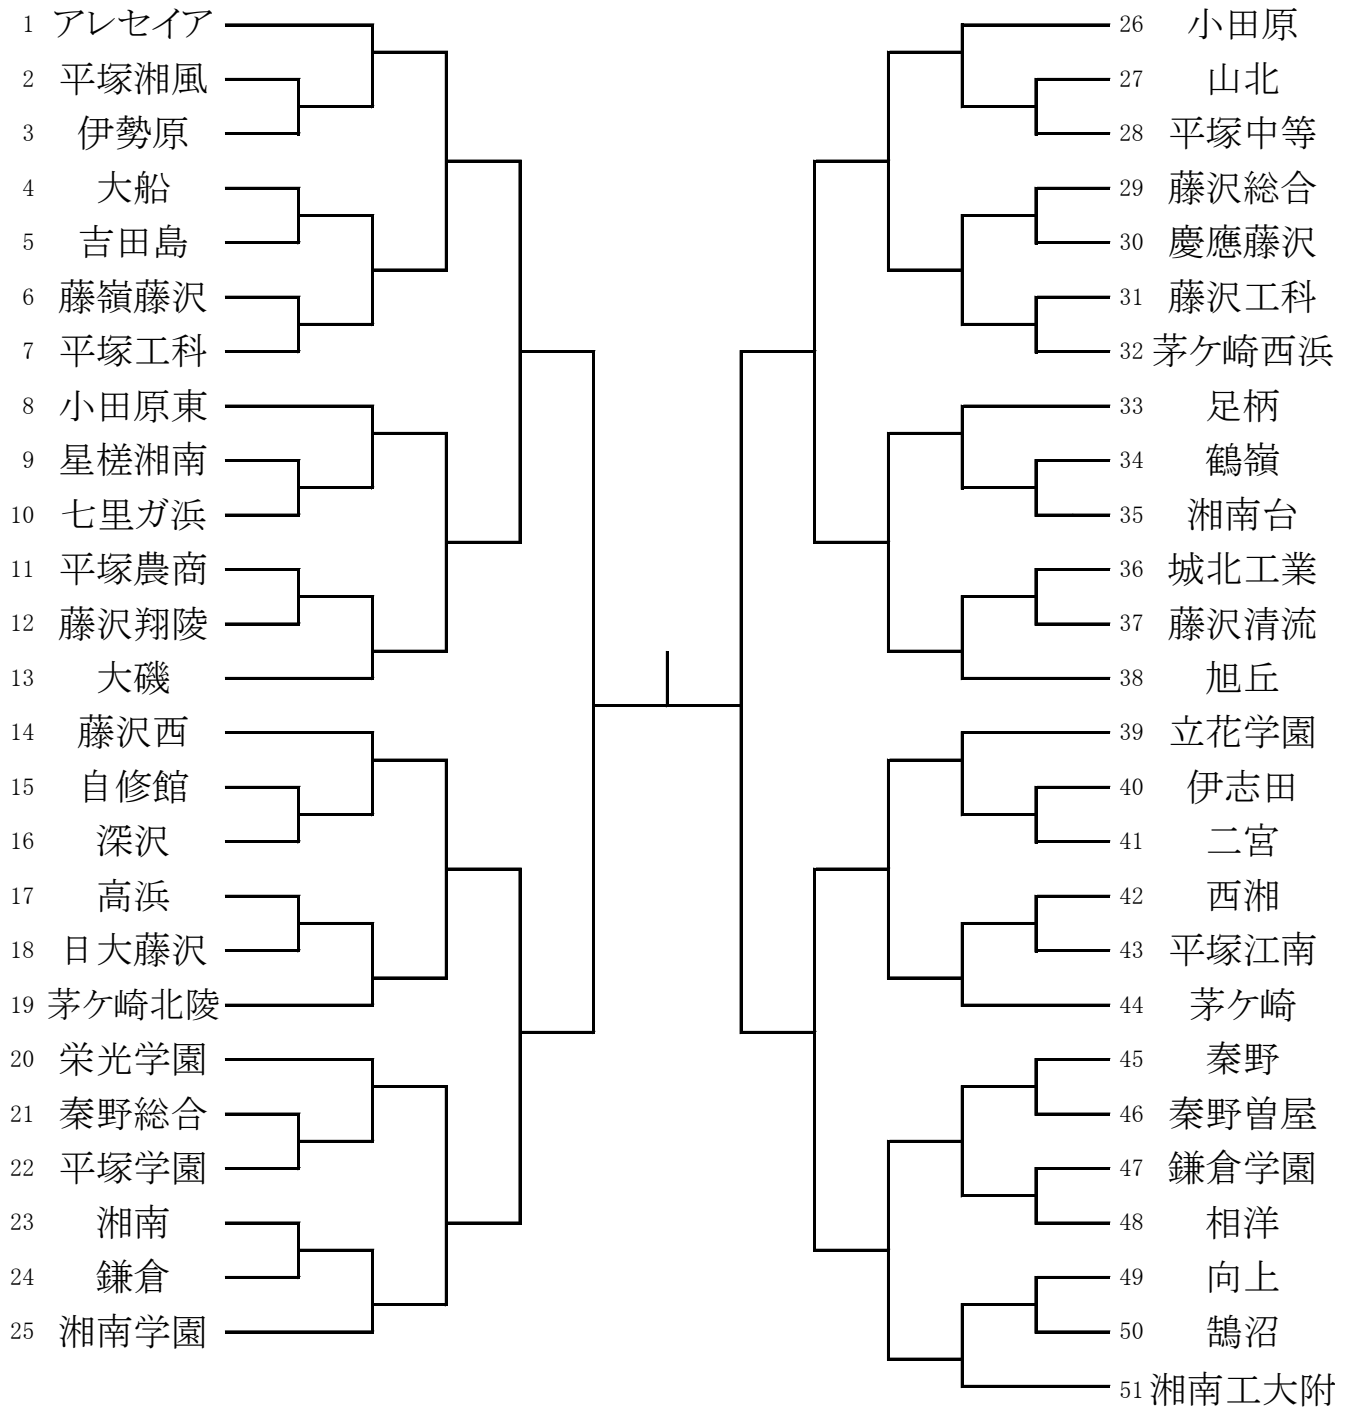 1 アレセイア
2 平塚湘風
3 伊勢原
4 大船
5 吉田島
6 藤嶺藤沢
7 平塚工科
8 小田原東
9 星槎湘南
10 七里ガ浜
11 平塚農商
12 藤沢翔陵
13 大磯
14 藤沢西
15 自修館
16 深沢
17 高浜
18 日大藤沢
19 茅ケ崎北陵
20 栄光学園
21 秦野総合
22 平塚学園
23 湘南
24 鎌倉
25 湘南学園
26 小田原
27 山北
28 平塚中等
29 藤沢総合
30 慶應藤沢
31 藤沢工科
32 茅ケ崎西浜
33 足柄
34 鶴嶺
35 湘南台
36 城北工業
37 藤沢清流
38 旭丘
39 立花学園
40 伊志田
41 二宮
42 西湘
43 平塚江南
44 茅ケ崎
45 秦野
46 秦野曽屋
47 鎌倉学園
48 相洋
49 向上
50 鵠沼
51 湘南工大附